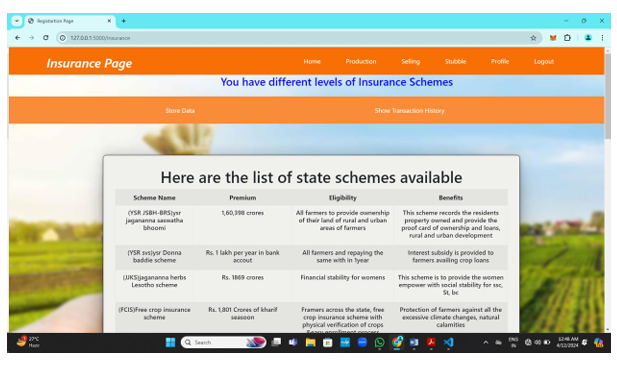 Registartion Page
127.0.0.1:5000/insurance
Insurance Page
Home Production Selling Stubble Profile Logout
You have different levels of Insurance Schemes
Store Data Show Transaction History
Here are the list of state schemes available
Scheme Name Premium Eligibility Benefits
(YSR JSBH-BRS)ysr 1,60,398 crores All farmers to provide ownership This scheme records the residents
jagananna saswatha of their land of rural and urban property owned and provide the
bhoomi areas of farmers proof card of ownership and loans,
rural and urban development
(YSR svs)ysr Donna Rs. 1 lakh per year in bank All farmers and repaying the Interest subsidy is provided to
baddie scheme accout same with in 1year farmers availing crop loans
(JJKS)jagananna herbs Rs. 1869 crores Financial stability for womens This scheme is to provide the women
Lesotho scheme empower with social stability for ssc,
St, bc
(FCIS)Free crop insurance Rs. 1,801 Crores of kharif Framers across the state, free Protection of farmers against all the
scheme seasoon crop insurance scheme with excessive climate changes, natural
physical verification of crops calamities
27°C
Haze
Search
ENG
IN
12:48 AM
4/12/2024